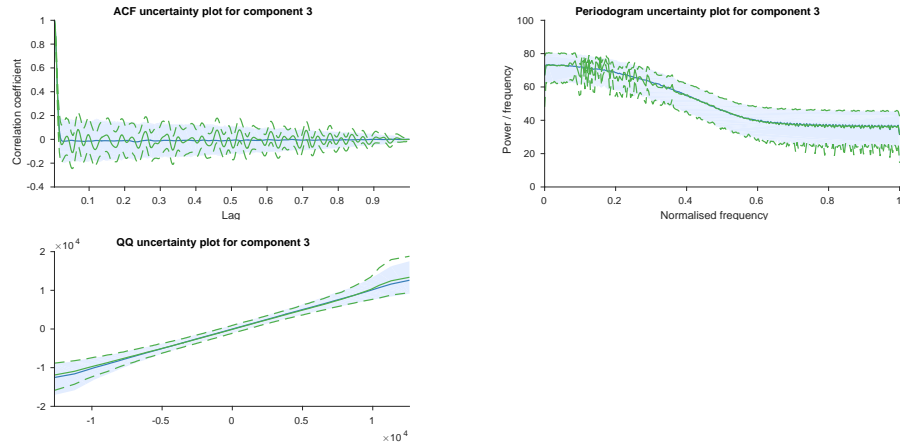 ACF uncertainty plot for component 3
Correlation coefficient
1
0.8
0.6
0.4
0.2
0
-0.2
-0.4
0.1 0.2 0.3 0.4 0.5 0.6 0.7 0.8 0.9
Lag
Periodogram uncertainty plot for component 3
Power / frequency
100
80
60
40
20
0
0 0.2 0.4 0.6 0.8 1
Normalised frequency
QQ uncertainty plot for component 3
×10^4
2
1
0
-1
-2
-1 -0.5 0 0.5 1
×10^4